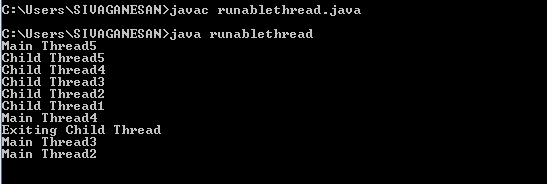 C:\Users\SIVAGANESAN>javac runablethread.java
C:\Users\SIVAGANESAN>java runablethread
Main Thread5
Child Thread5
Child Thread4
Child Thread3
Child Thread2
Child Thread1
Main Thread4
Exiting Child Thread
Main Thread3
Main Thread2